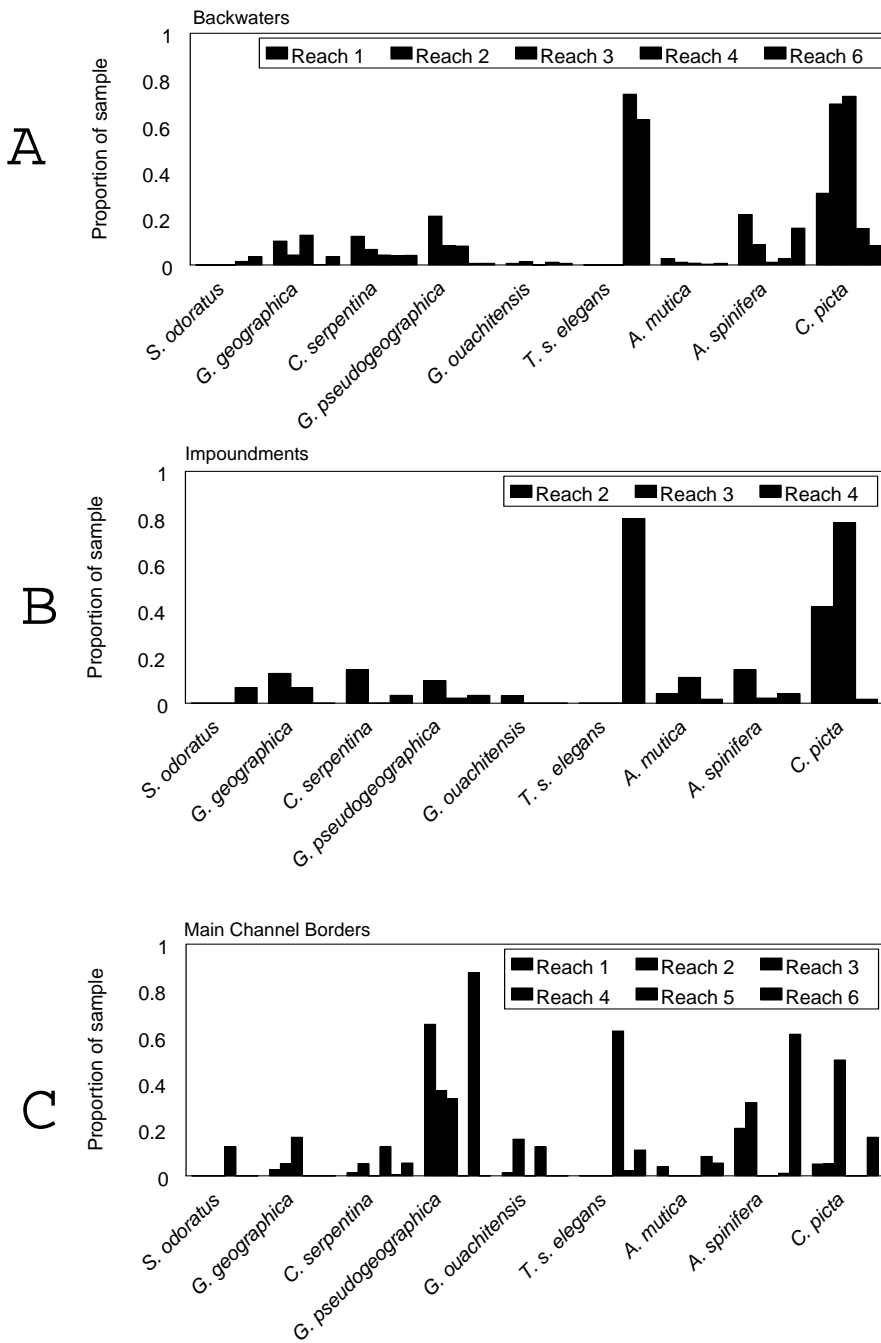 A
Backwaters
Proportion of sample
1
0.8
0.6
0.4
0.2
0
Reach 1 Reach 2 Reach 3 Reach 4 Reach 6
S. odoratus
G. geographica
C. serpentina
G. pseudogeographica
G. ouachitensis
T. s. elegans
A. mutica
A. spinifera
C. picta
B
Impoundments
Proportion of sample
1
0.8
0.6
0.4
0.2
0
Reach 2 Reach 3 Reach 4
S. odoratus
G. geographica
C. serpentina
G. pseudogeographica
G. ouachitensis
T. s. elegans
A. mutica
A. spinifera
C. picta
C
Main Channel Borders
Proportion of sample
1
0.8
0.6
0.4
0.2
0
Reach 1 Reach 2 Reach 3
Reach 4 Reach 5 Reach 6
S. odoratus
G. geographica
C. serpentina
G. pseudogeographica
G. ouachitensis
T. s. elegans
A. mutica
A. spinifera
C. picta